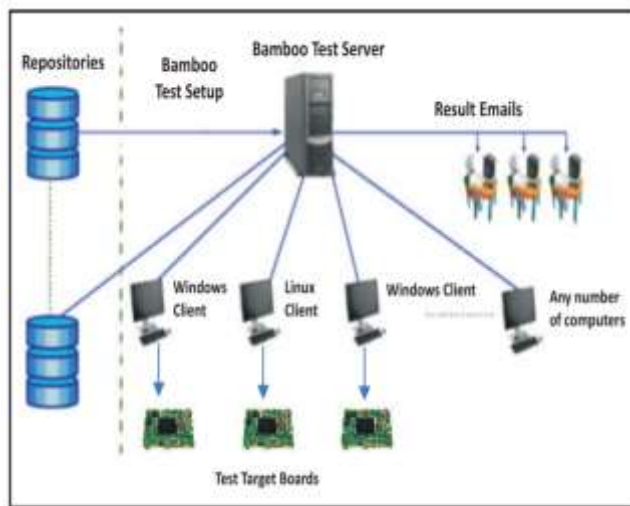 Repositories
Bamboo
Test Setup
Bamboo Test Server
Result Emails
Windows
Client
Linux
Client
Windows Client
Any number
of computers
Test Target Boards